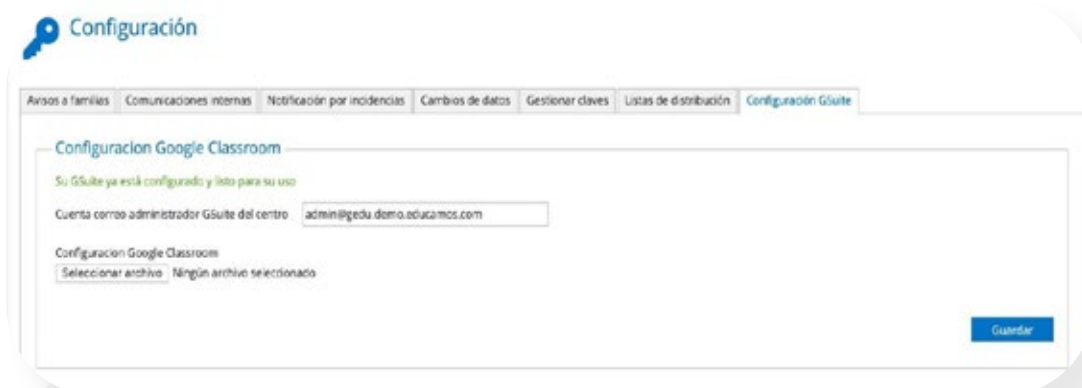 Configuración
Avisos a familias Comunicaciones internas Notificación por incidencias Cambios de datos Gestionar claves Listas de distribución Configuración GSuite
Configuracion Google Classroom
Su GSuite ya está configurado y listo para su uso
Cuenta correo administrador GSuite del centro admin@gedu.demo.educamos.com
Configuracion Google Classroom
Seleccionar archivo Ningún archivo seleccionado
Guardar